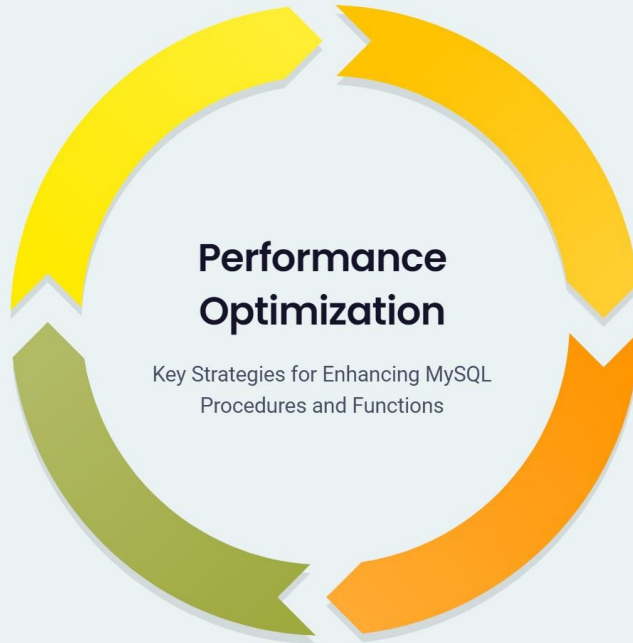 Performance
Optimization
Key Strategies for Enhancing MySQL
Procedures and Functions